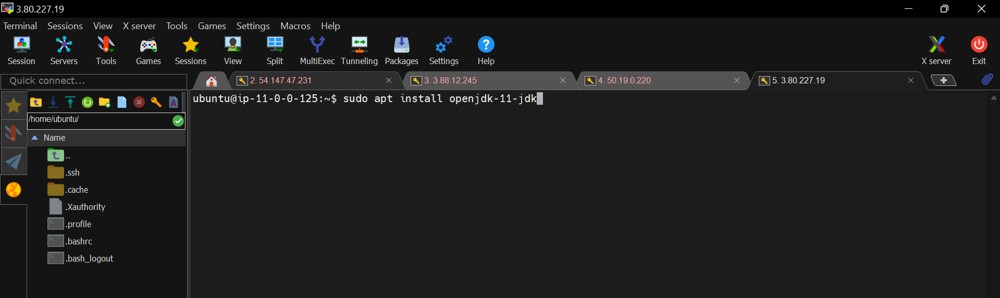 3.80.227.19
Terminal Sessions View X server Tools Games Settings Macros Help
Session Servers Tools Games Sessions View Split MultiExec Tunneling Packages Settings Help X server Exit
Quick connect... 2. 54.147.47.231 3. 3.88.12.245 4. 50.19.0.220 5. 3.80.227.19
ubuntu@ip-11-0-0-125:~$ sudo apt install openjdk-11-jdk
/home/ubuntu/
Name
..
.ssh
.cache
.Xauthority
.profile
.bashrc
.bash_logout